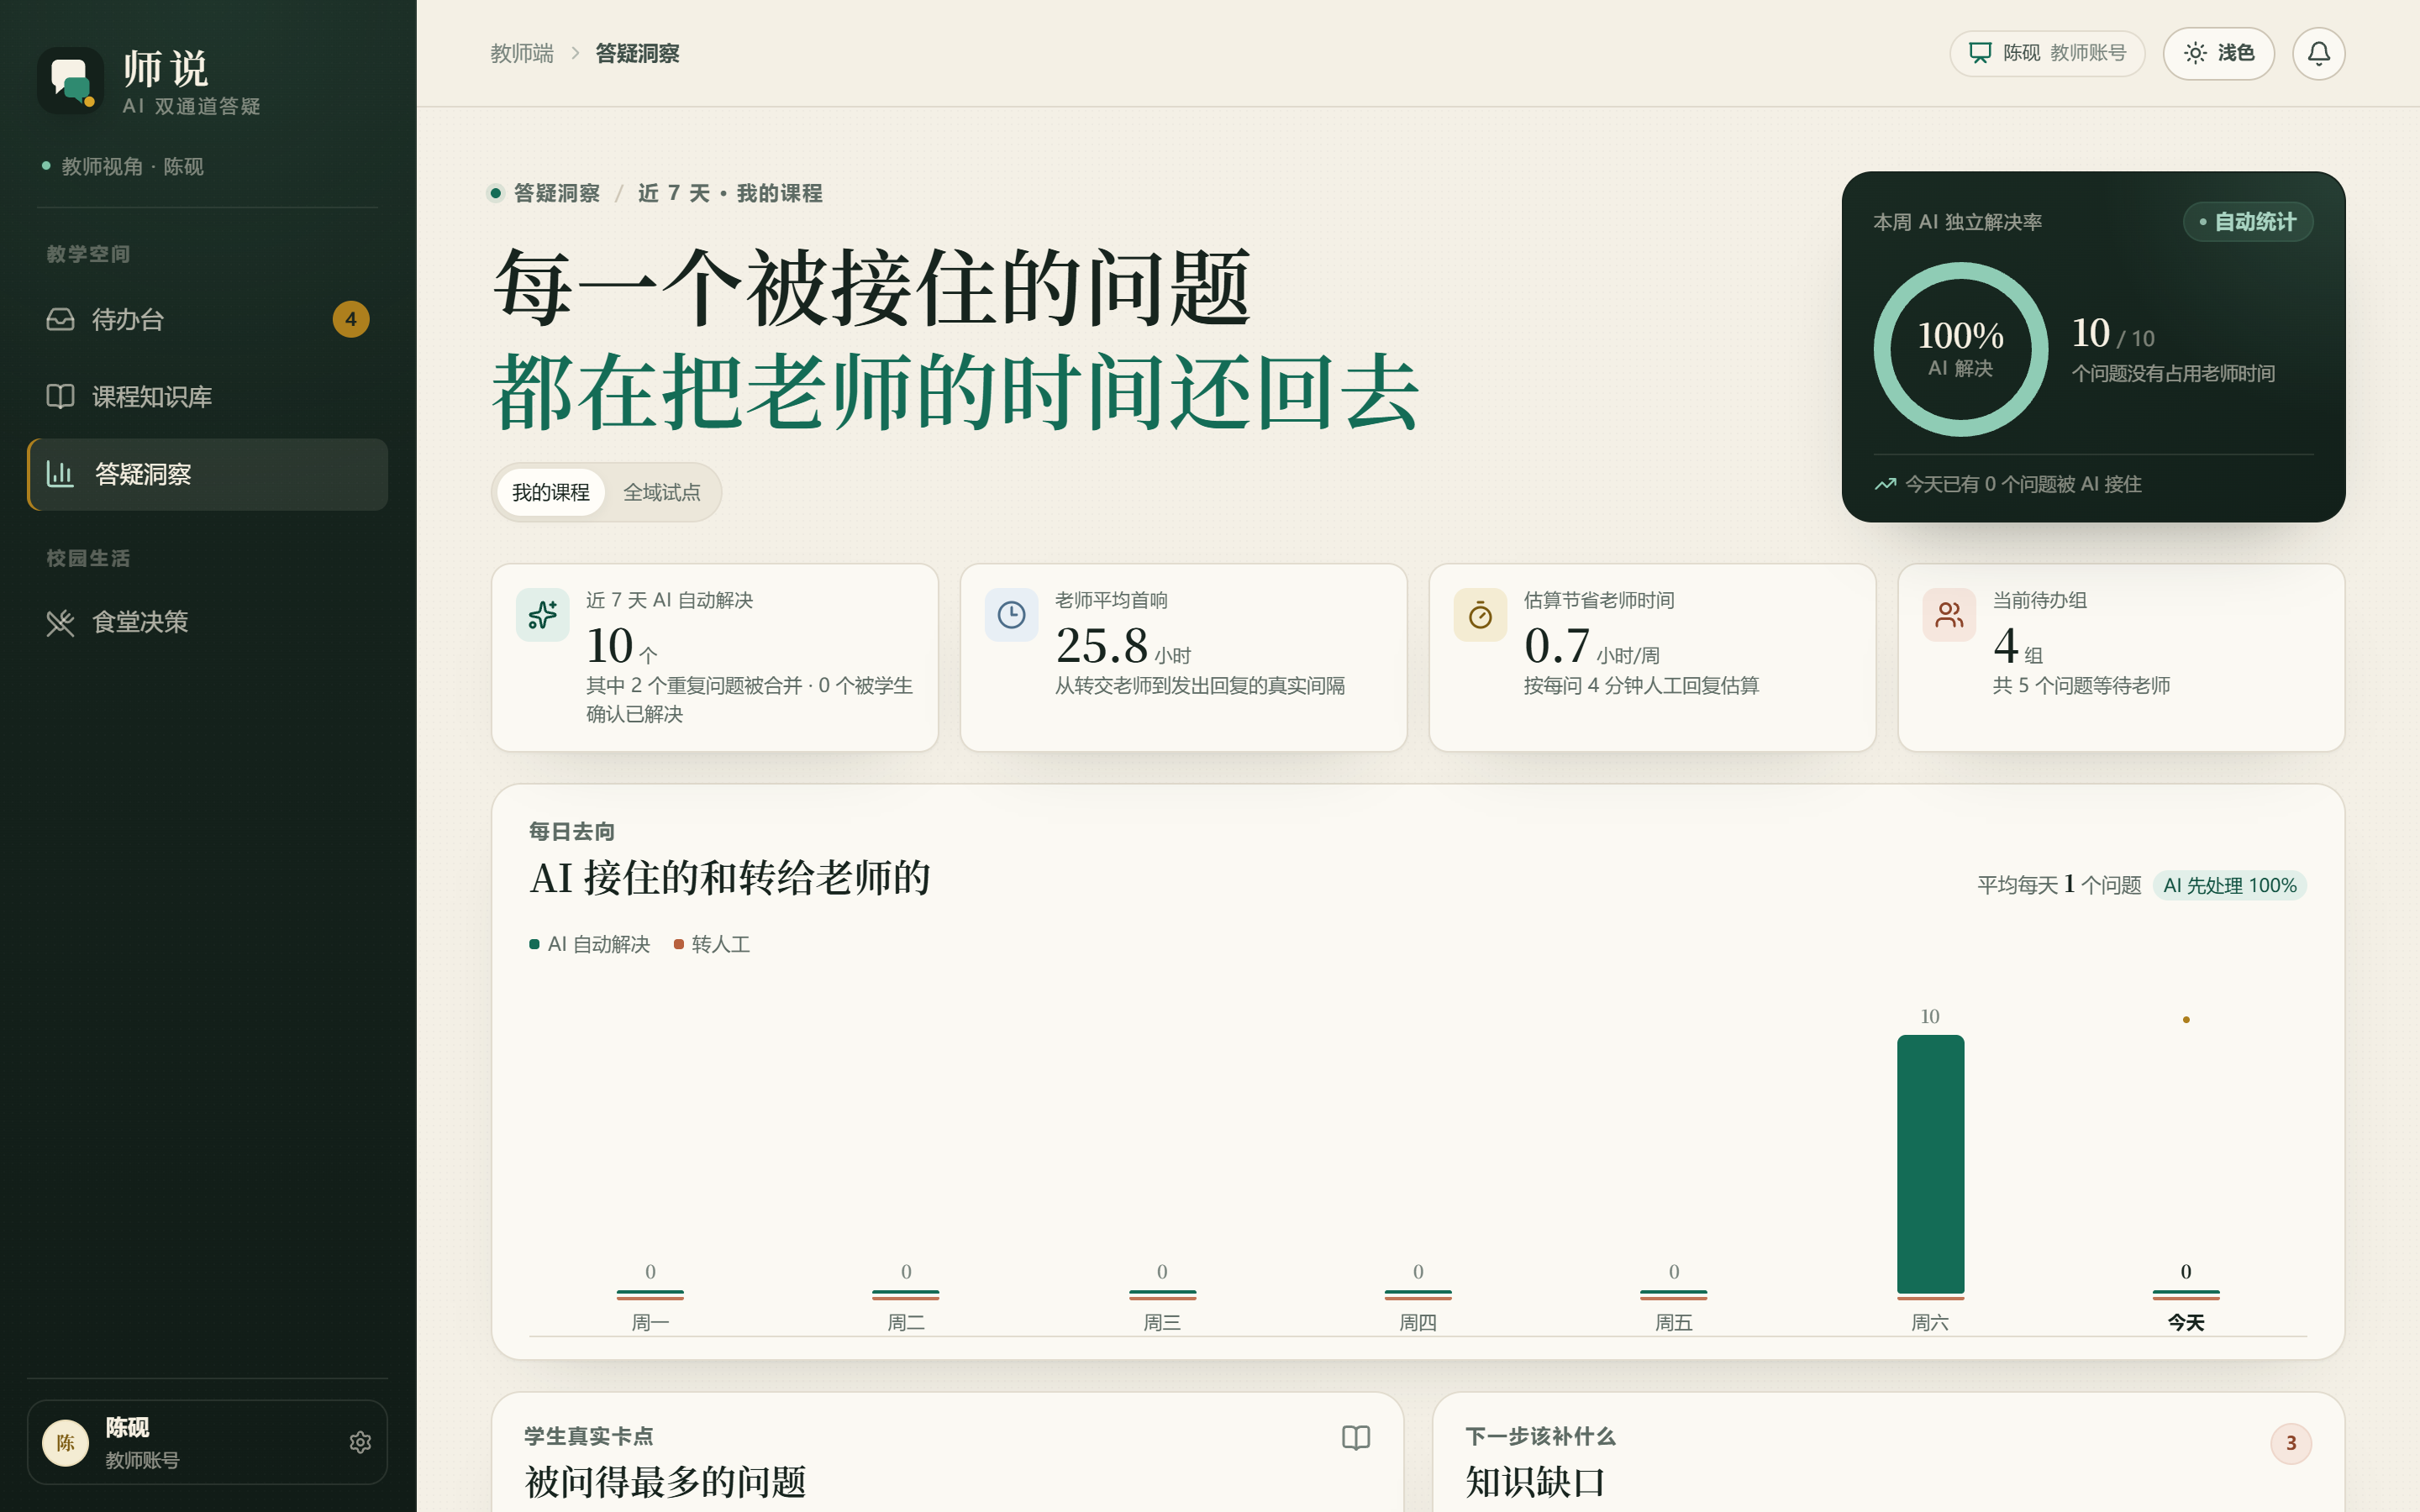 师说
AI 双通道答疑
教师视角 · 陈砚
教学空间
待办台
4
课程知识库
答疑洞察
校园生活
食堂决策
陈
陈砚
教师账号
教师端
答疑洞察
陈砚 教师账号
浅色
答疑洞察 / 近 7 天 • 我的课程
每一个被接住的问题
都在把老师的时间还回去
我的课程
全域试点
本周 AI 独立解决率
自动统计
100%
AI 解决
10 / 10
个问题没有占用老师时间
今天已有 0 个问题被 AI 接住
近 7 天 AI 自动解决
10 个
其中 2 个重复问题被合并 · 0 个被学生
确认已解决
老师平均首响
25.8 小时
从转交老师到发出回复的真实间隔
估算节省老师时间
0.7 小时/周
按每问 4 分钟人工回复估算
当前待办组
4 组
共 5 个问题等待老师
每日去向
AI 接住的和转给老师的
平均每天 1 个问题
AI 先处理 100%
AI 自动解决
转人工
0
0
0
0
0
10
0
周一
周二
周三
周四
周五
周六
今天
学生真实卡点
被问得最多的问题
下一步该补什么
知识缺口
3